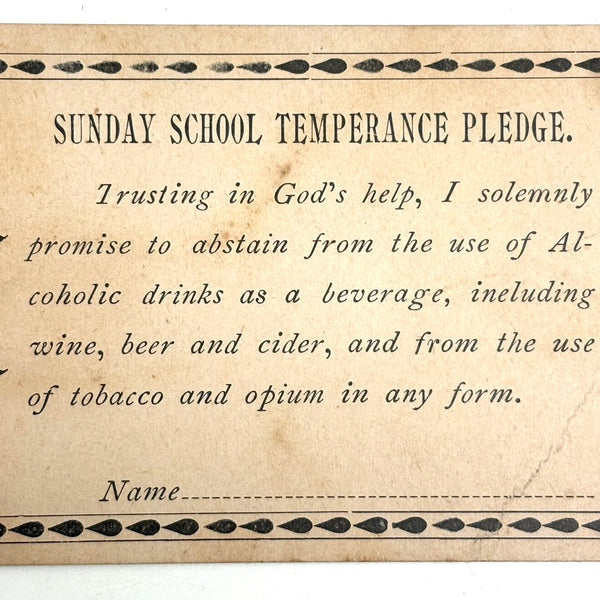 SUNDAY SCHOOL TEMPERANCE PLEDGE.
Trusting in God's help, I solemnly
promise to abstain from the use of Al-
coholic drinks as a beverage, ineluding
wine, beer and cider, and from the use
of tobacco and opium in any form.
Name